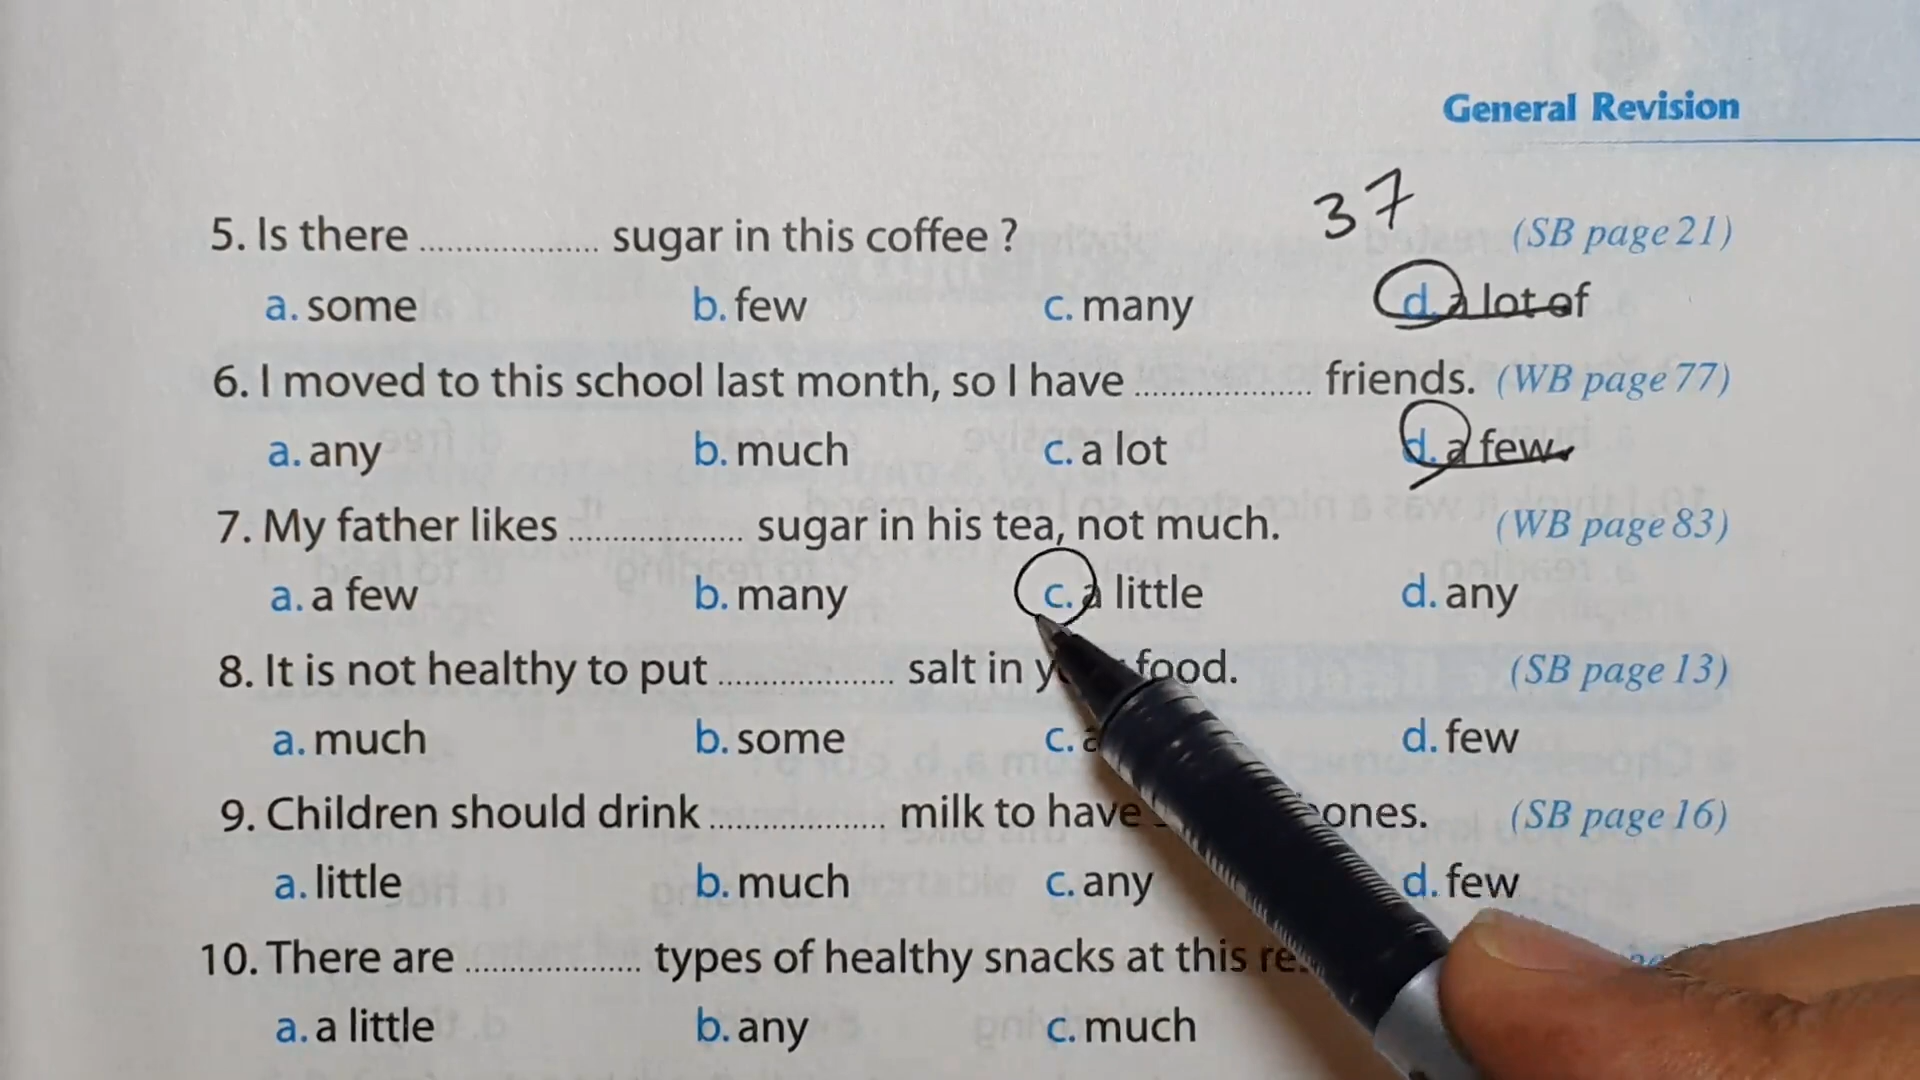 General Revision
37
5. Is there ................... sugar in this coffee ? (SB page 21)
a. some b. few c. many d. a lot of
6. I moved to this school last month, so I have ................... friends. (WB page 77)
a. any b. much c. a lot d. a few
7. My father likes ................... sugar in his tea, not much. (WB page 83)
a. a few b. many c. a little d. any
8. It is not healthy to put ................... salt in food. (SB page 13)
a. much b. some c. d. few
9. Children should drink ................... milk to have (SB page 16)
a. little b. much c. any d. few
10. There are ................... types of healthy snacks at this
a. a little b. any c. much